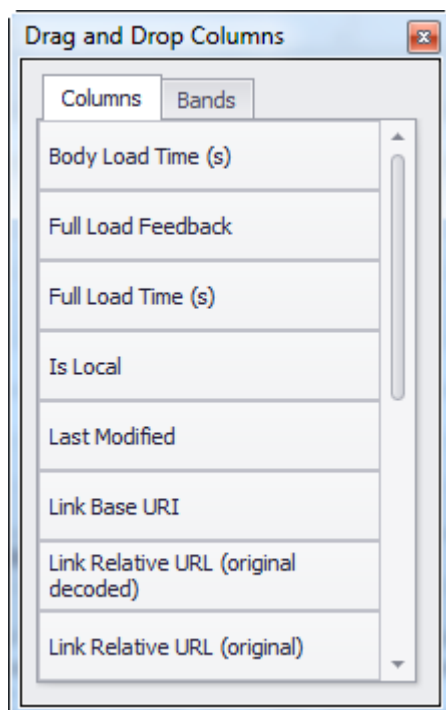 Drag and Drop Columns
Columns
Bands
Body Load Time (s)
Full Load Feedback
Full Load Time (s)
Is Local
Last Modified
Link Base URI
Link Relative URL (original
decoded)
Link Relative URL (original)